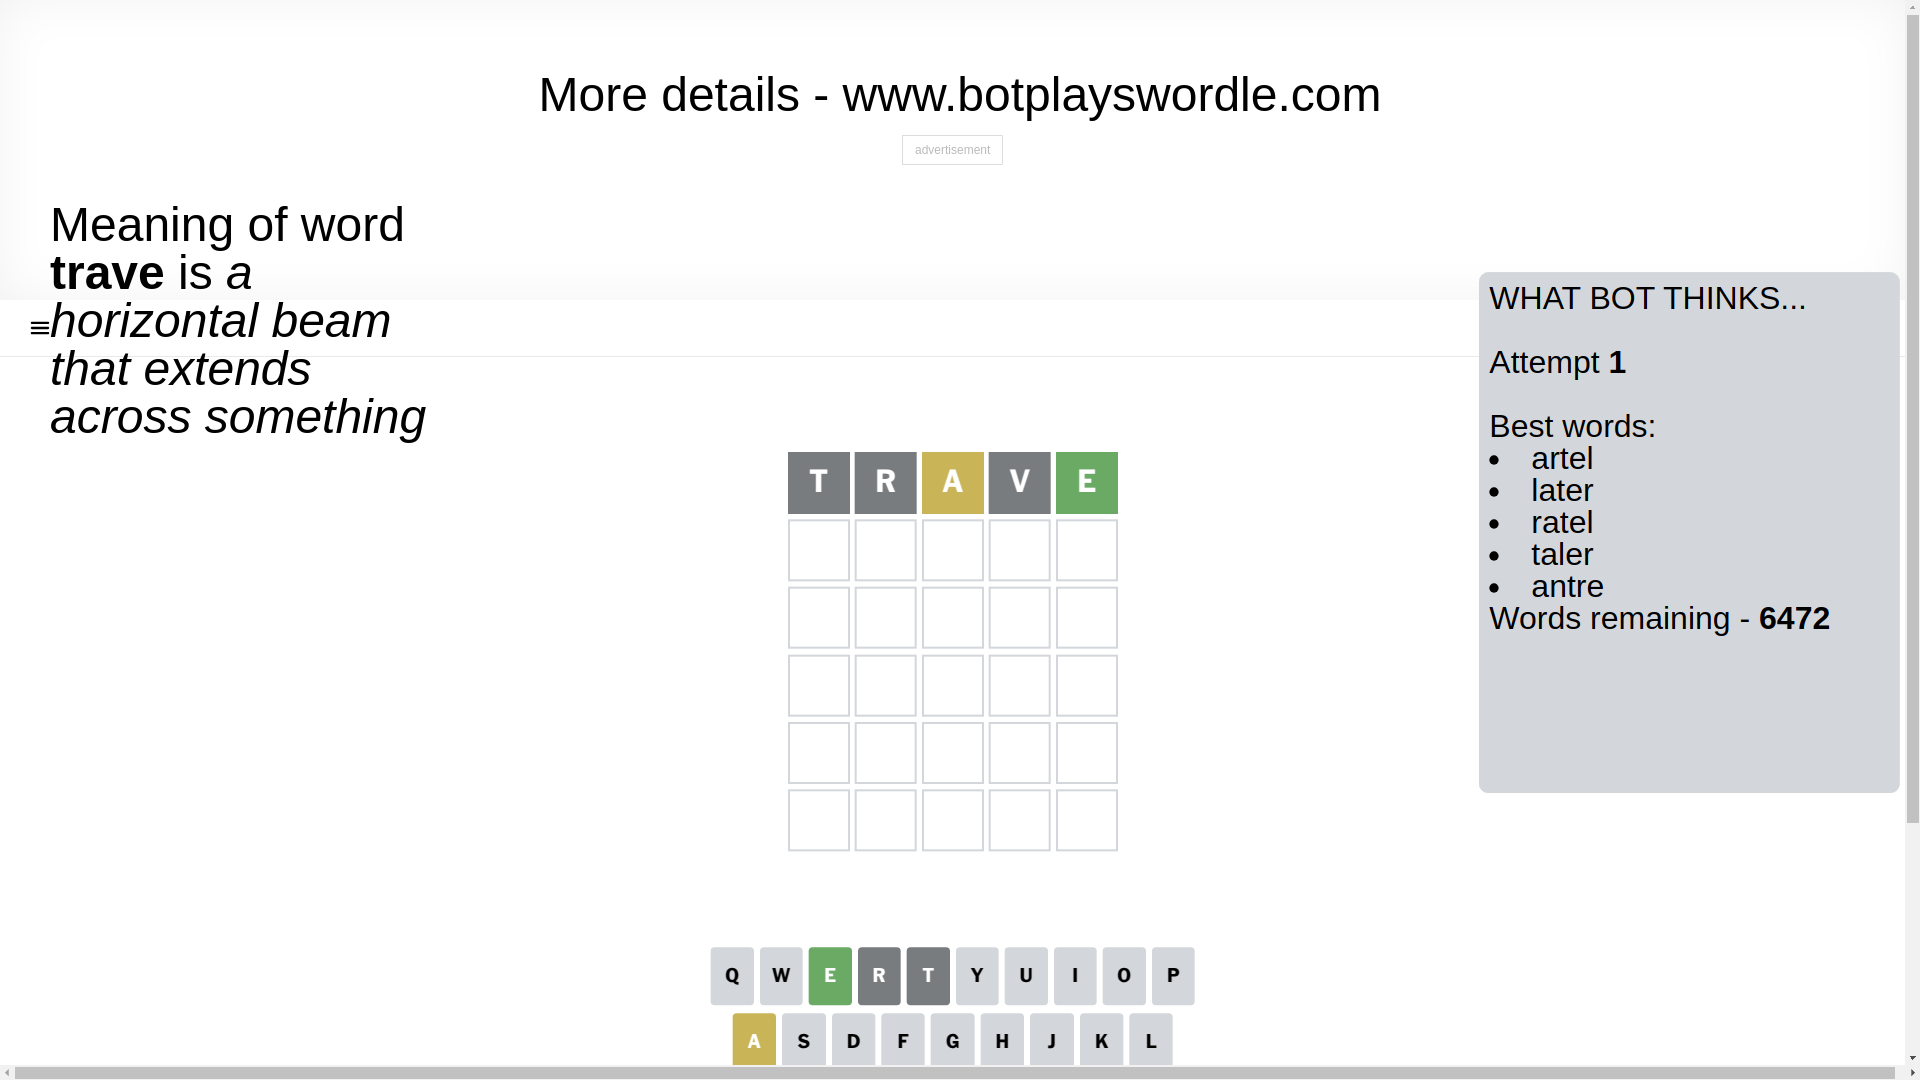 More details - www.botplayswordle.com
advertisement
Meaning of word
trave is a
horizontal beam
that extends
across something
WHAT BOT THINKS...
Attempt 1
Best words:
artel
later
ratel
taler
antre
Words remaining - 6472
T R A V E
Q W E R T Y U I O P
A S D F G H J K L